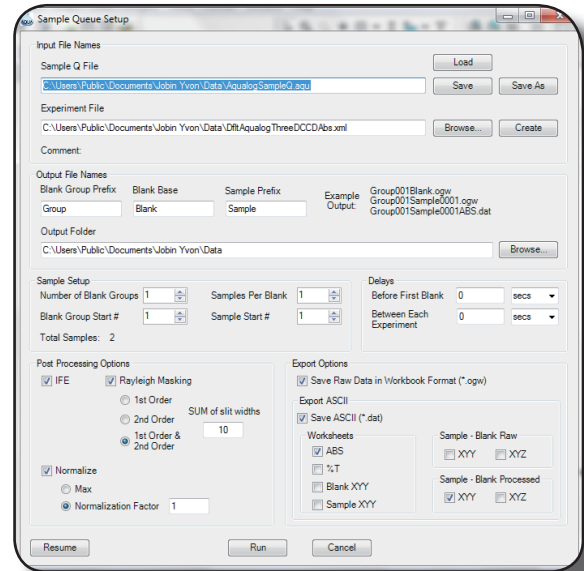 AQUA Sample Queue Setup
Input File Names
Sample Q File
Load
C:\Users\Public\Documents\Jobin Yvon\Data\AqualogSampleQ.aqu
Save
Save As
Experiment File
C:\Users\Public\Documents\Jobin Yvon\Data\DfltAqualogThreeDCCDAbs.xml
Browse...
Create
Comment:
Output File Names
Blank Group Prefix
Blank Base
Sample Prefix
Example Output:
Group001Blank.ogw
Group001Sample0001.ogw
Group001Sample0001ABS.dat
Group
Blank
Sample
Output Folder
C:\Users\Public\Documents\Jobin Yvon\Data
Browse...
Sample Setup
Number of Blank Groups 1
Samples Per Blank 1
Blank Group Start # 1
Sample Start # 1
Total Samples: 2
Delays
Before First Blank 0 secs
Between Each
Experiment
0 secs
Post Processing Options
IFE
Rayleigh Masking
1st Order
2nd Order
1st Order &
2nd Order
SUM of slit widths
10
Normalize
Max
Normalization Factor 1
Export Options
Save Raw Data in Workbook Format (*.ogw)
Export ASCII
Save ASCII (*.dat)
Worksheets
ABS
%T
Blank XYY
Sample XYY
Sample - Blank Raw
XYY XYZ
Sample - Blank Processed
XYY XYZ
Resume
Run
Cancel